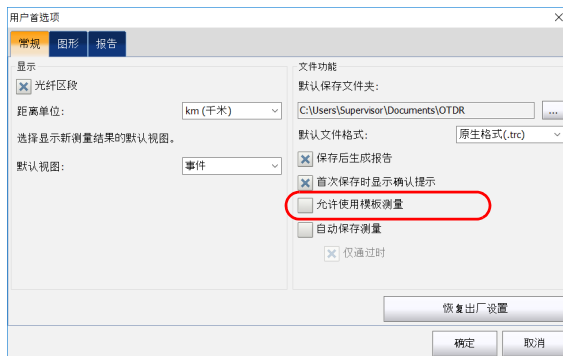 用户首选项
常规 图形 报告
显示
光纤区段
距离单位: km (千米)
选择显示新测量结果的默认视图。
默认视图: 事件
文件功能
默认保存文件夹:
C:\Users\Supervisor\Documents\OTDR ...
默认文件格式: 原生格式(.trc)
保存后生成报告
首次保存时显示确认提示
允许使用模板测量
自动保存测量
仅通过时
恢复出厂设置
确定 取消